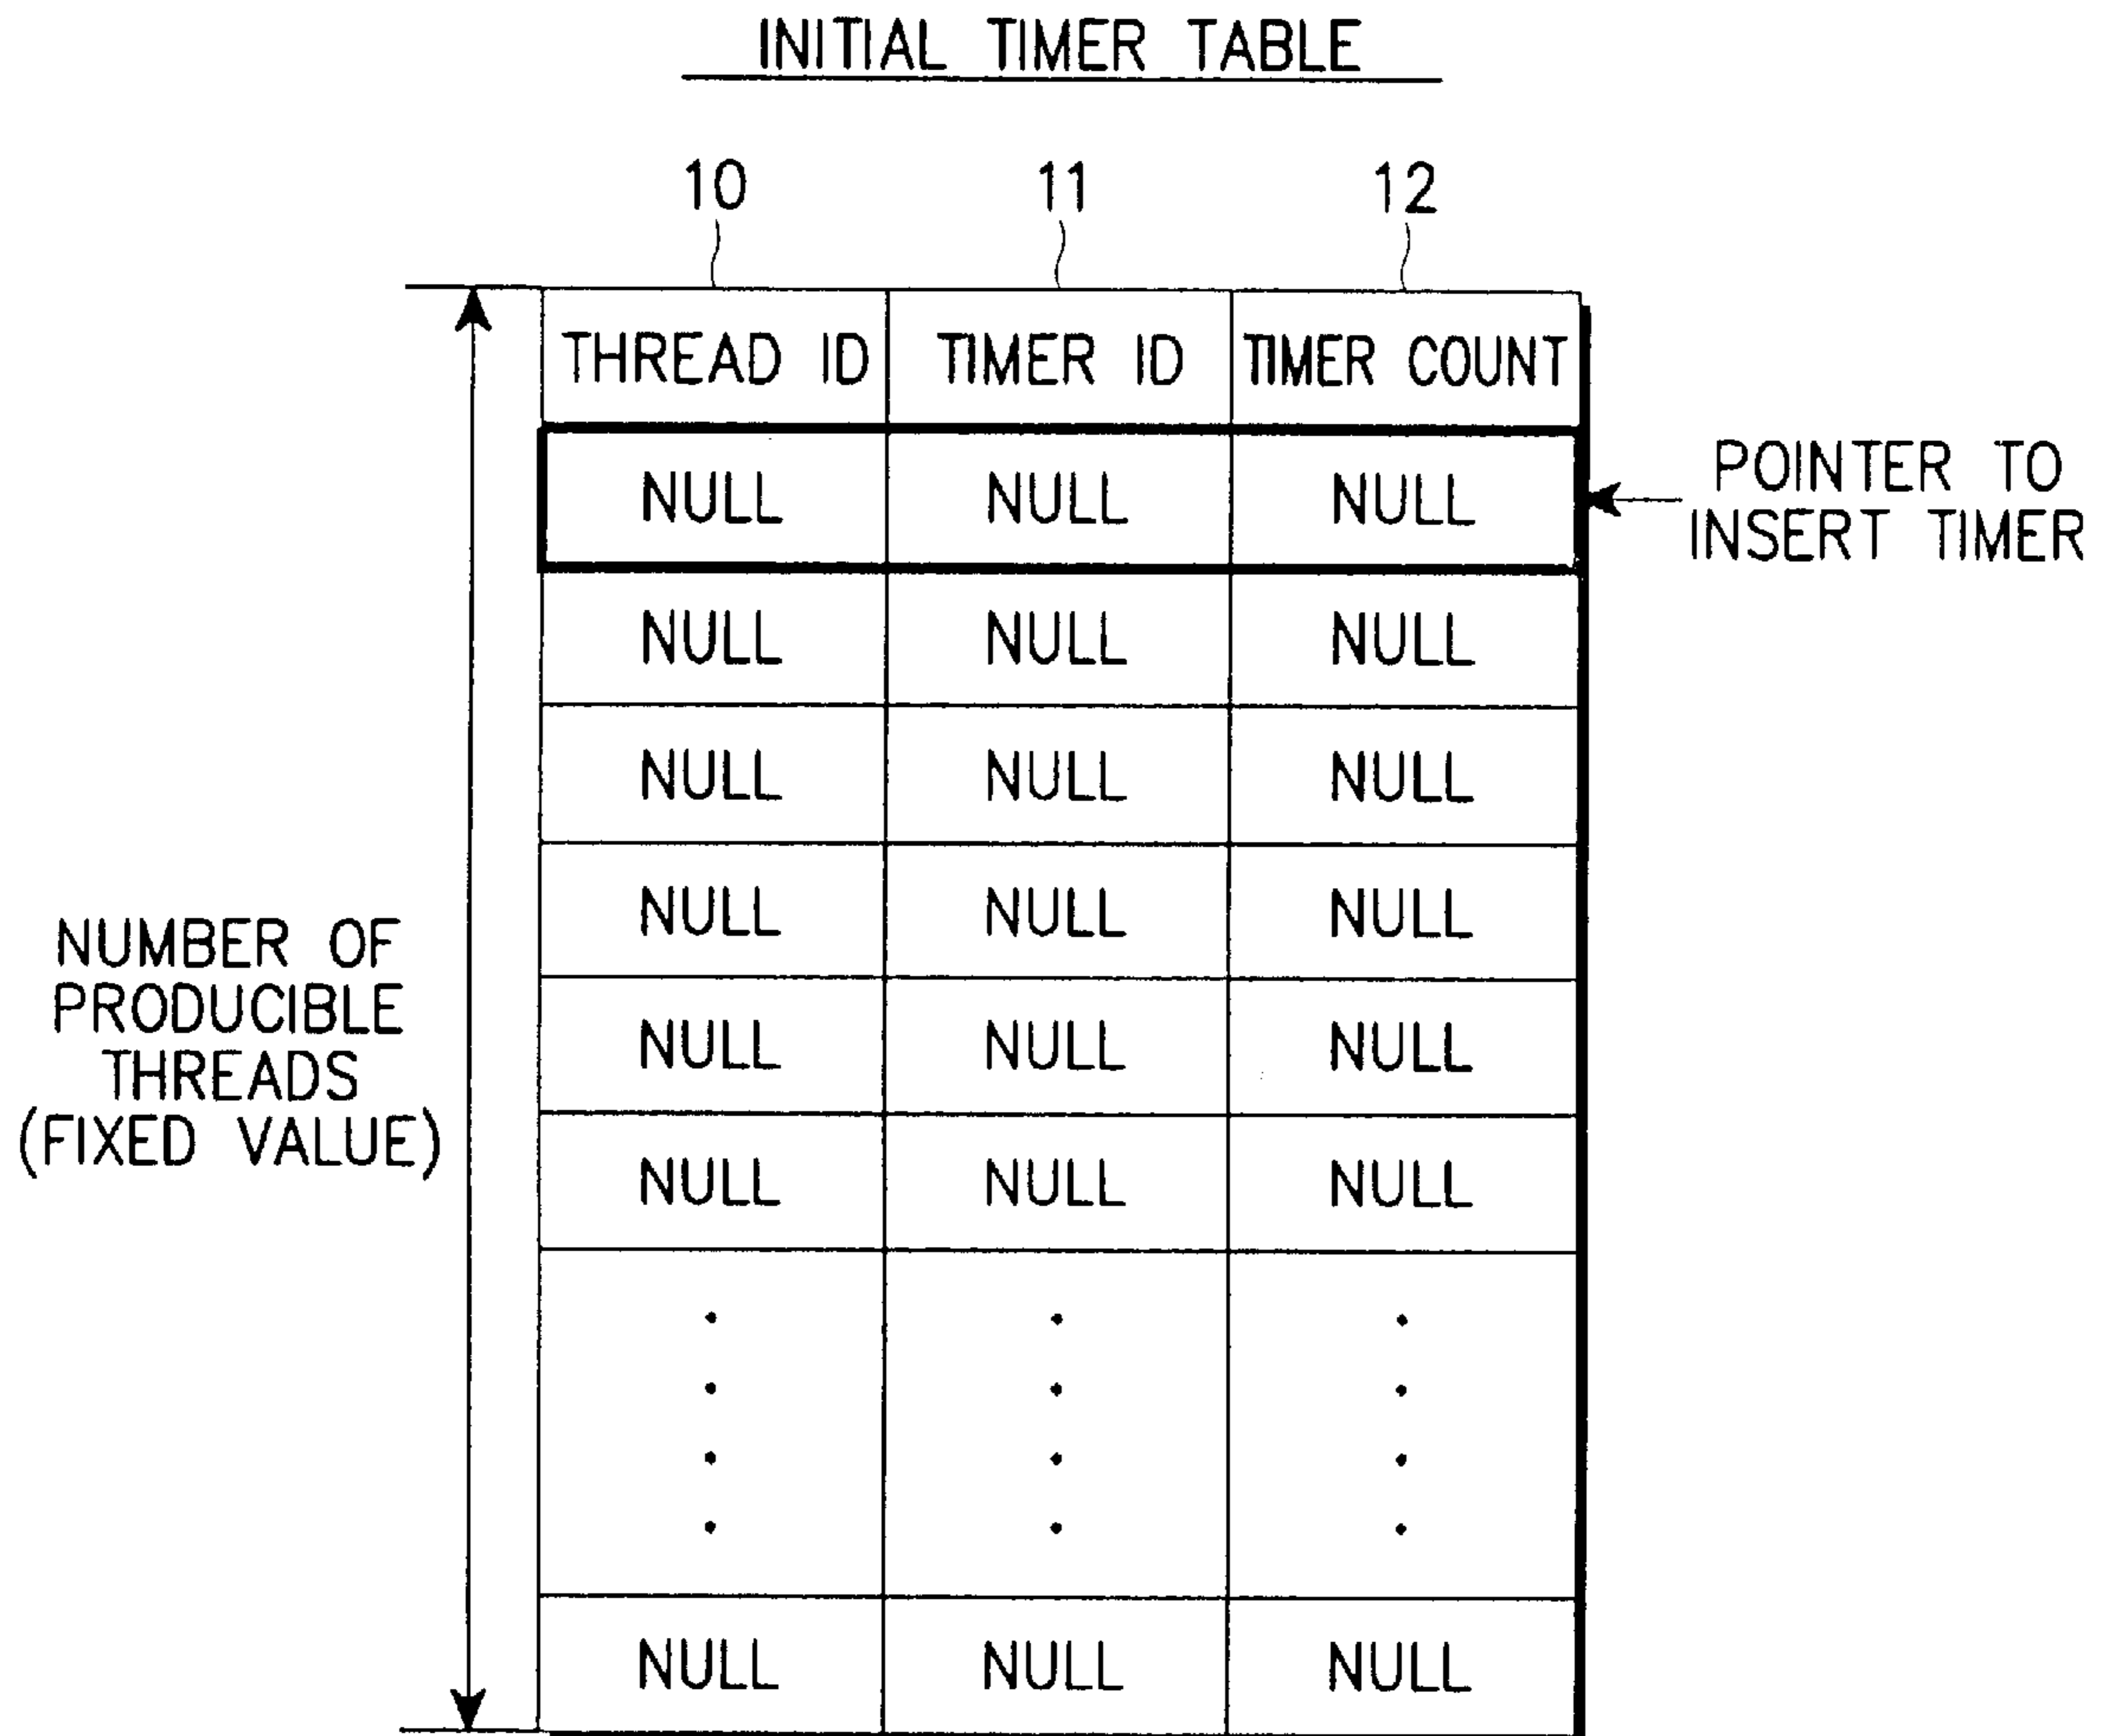 INITIAL TIMER TABLE
10 11 12
THREAD ID TIMER ID TIMER COUNT
NULL NULL NULL
POINTER TO
INSERT TIMER
NULL NULL NULL
NULL NULL NULL
NULL NULL NULL
NUMBER OF
PRODUCIBLE
THREADS
(FIXED VALUE)
NULL NULL NULL
NULL NULL NULL
NULL NULL NULL